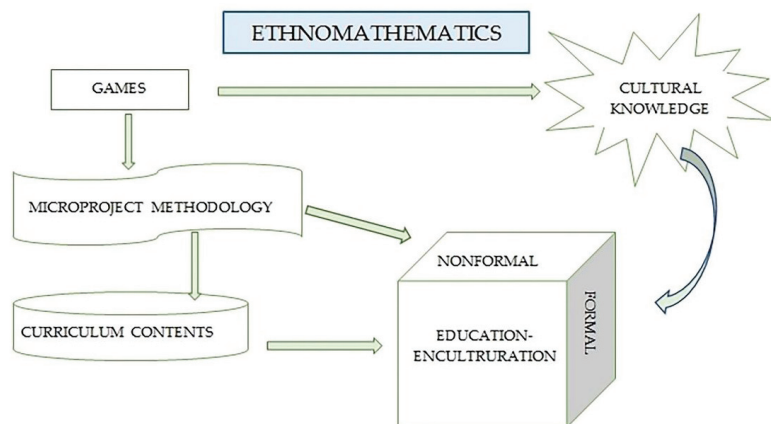 ETHNOMATHEMATICS
GAMES
CULTURAL
KNOWLEDGE
MICROPROJECT METHODOLOGY
NONFORMAL
FORMAL
CURRICULUM CONTENTS
EDUCATION-
ENCULTRURATION